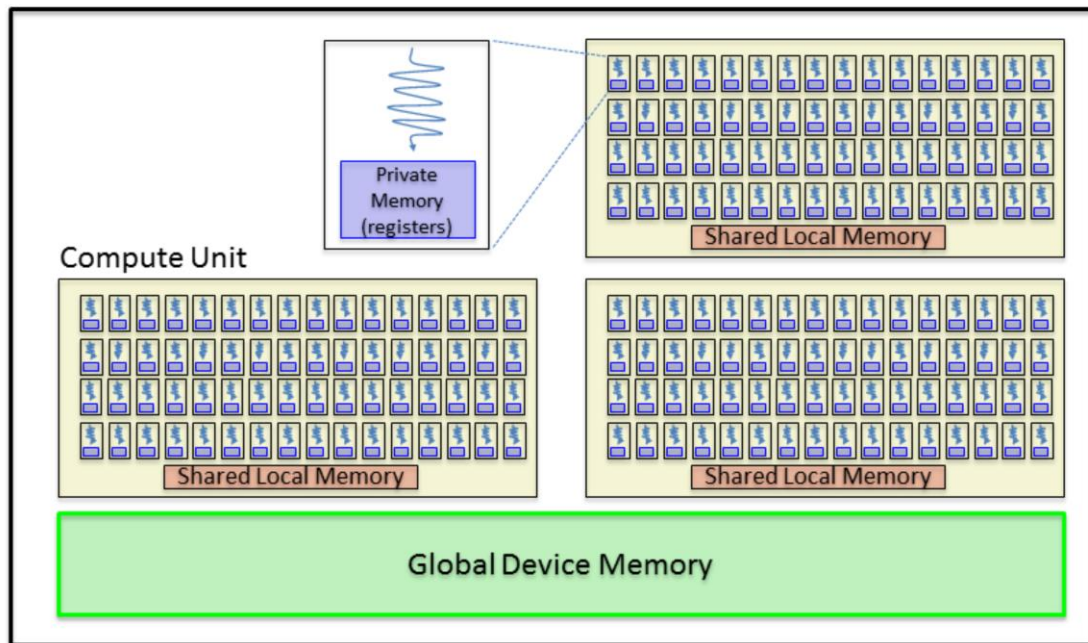 Private
Memory
(registers)
Shared Local Memory
Compute Unit
Shared Local Memory
Shared Local Memory
Global Device Memory